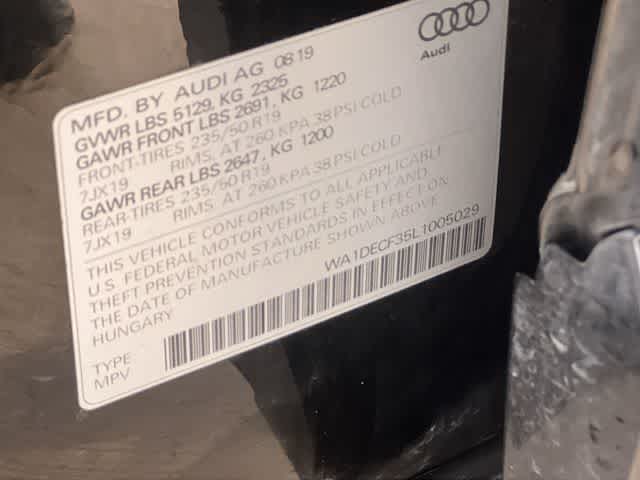 Audi
MFD. BY AUDI AG 08-19
GVWR LBS 5129, KG 2325
GAWR FRONT LBS 2691, KG 1220
FRONT-TIRES 235/50 R19
7JX19 RIMS, AT 260 KPA 38 PSI COLD
GAWR REAR LBS 2647, KG 1200
REAR-TIRES 235/50 R19
7JX19 RIMS, AT 260 KPA 38 PSI COLD
THIS VEHICLE CONFORMS TO ALL APPLICABLE
U.S. FEDERAL MOTOR VEHICLE SAFETY AND
THEFT PREVENTION STANDARDS IN EFFECT ON
THE DATE OF MANUFACTURE SHOWN ABOVE
HUNGARY
WA1DECF35L1005029
TYPE
MPV